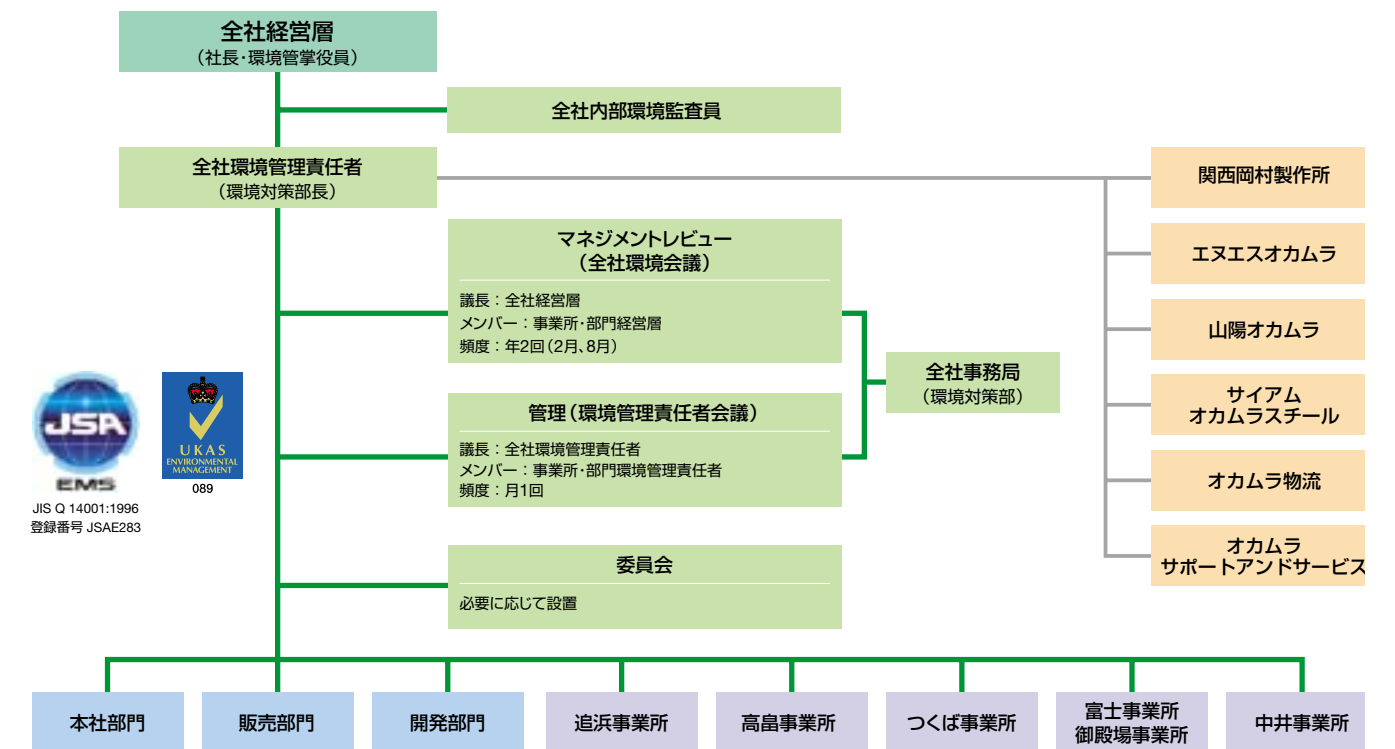 全社経営層
（社長・環境管掌役員）
全社内部環境監査員
全社環境管理責任者
（環境対策部長）
マネジメントレビュー
（全社環境会議）
議長：全社経営層
メンバー：事業所・部門経営層
頻度：年2回（2月、8月）
管理（環境管理責任者会議）
議長：全社環境管理責任者
メンバー：事業所・部門環境管理責任者
頻度：月1回
委員会
必要に応じて設置
全社事務局
（環境対策部）
関西岡村製作所
エヌエスオカムラ
山陽オカムラ
サイアム
オカムラスチール
オカムラ物流
オカムラ
サポートアンドサービス
JSA
EMS
JIS Q 14001:1996
登録番号 JSAE283
UKAS
ENVIRONMENTAL
MANAGEMENT
089
本社部門
販売部門
開発部門
追浜事業所
高畠事業所
つくば事業所
富士事業所
御殿場事業所
中井事業所